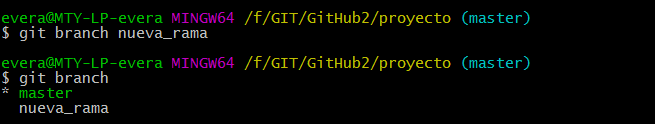 evera@MTY-LP-evera MINGW64 /f/GIT/GitHub2/proyecto (master)
$ git branch nueva_rama
evera@MTY-LP-evera MINGW64 /f/GIT/GitHub2/proyecto (master)
$ git branch
* master
  nueva_rama